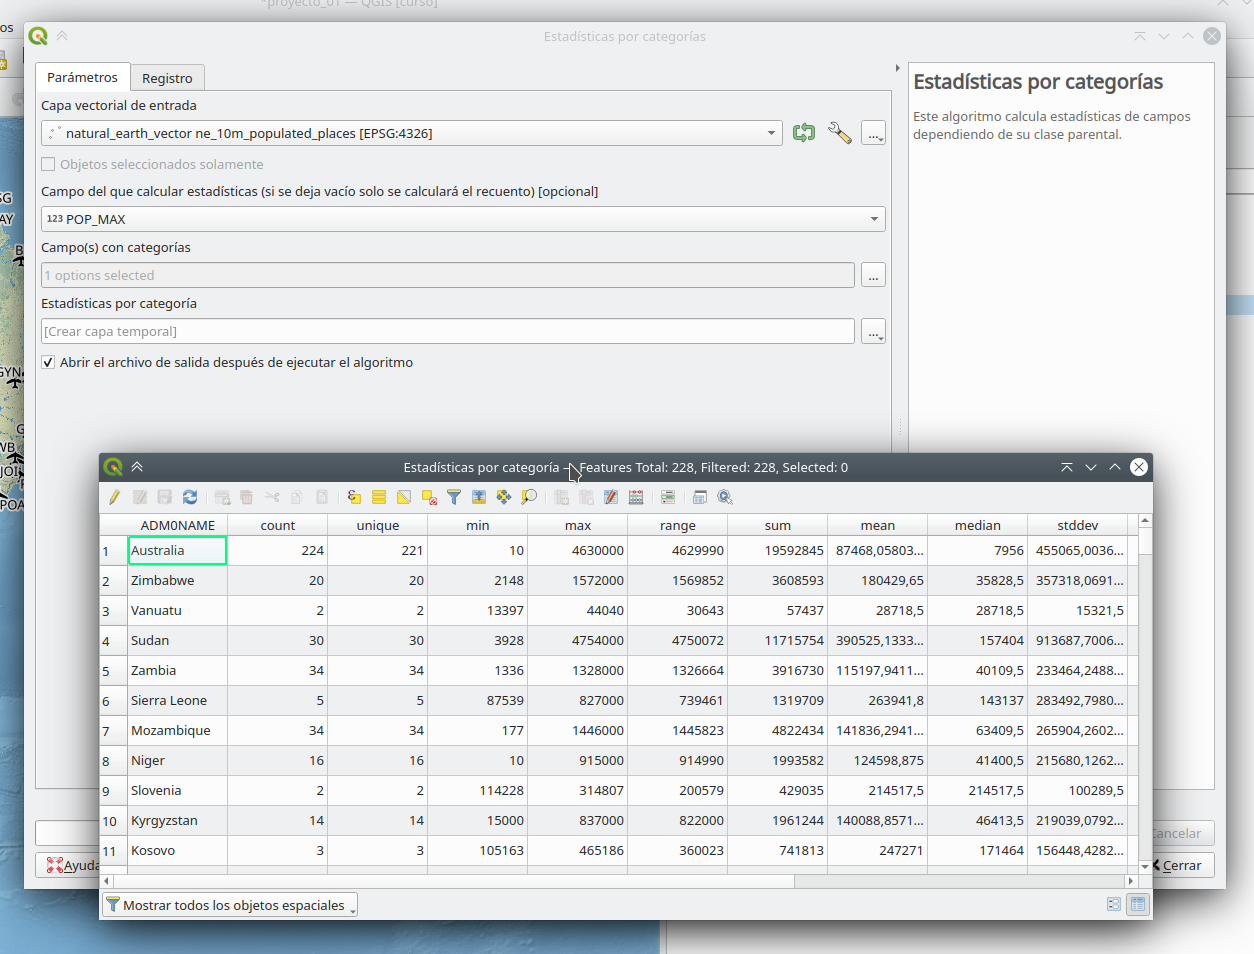 *proyecto_01 — QGIS [curso]
os
Estadísticas por categorías
Parámetros
Registro
Capa vectorial de entrada
natural_earth_vector ne_10m_populated_places [EPSG:4326]
...
Objetos seleccionados solamente
Campo del que calcular estadísticas (si se deja vacío solo se calculará el recuento) [opcional]
123 POP_MAX
Campo(s) con categorías
1 options selected
...
Estadísticas por categoría
[Crear capa temporal]
...
Abrir el archivo de salida después de ejecutar el algoritmo
Estadísticas por categorías
Este algoritmo calcula estadísticas de campos
dependiendo de su clase parental.
SG
AY
B
GYN
G
WB
JOI
POA
Ayuda
Cancelar
Cerrar
Estadísticas por categoría — Features Total: 228, Filtered: 228, Selected: 0
ADM0NAME count unique min max range sum mean median stddev
1 Australia 224 221 10 4630000 4629990 19592845 87468,05803... 7956 455065,0036...
2 Zimbabwe 20 20 2148 1572000 1569852 3608593 180429,65 35828,5 357318,0691...
3 Vanuatu 2 2 13397 44040 30643 57437 28718,5 28718,5 15321,5
4 Sudan 30 30 3928 4754000 4750072 11715754 390525,1333... 157404 913687,7006...
5 Zambia 34 34 1336 1328000 1326664 3916730 115197,9411... 40109,5 233464,2488...
6 Sierra Leone 5 5 87539 827000 739461 1319709 263941,8 143137 283492,7980...
7 Mozambique 34 34 177 1446000 1445823 4822434 141836,2941... 63409,5 265904,2602...
8 Niger 16 16 10 915000 914990 1993582 124598,875 41400,5 215680,1262...
9 Slovenia 2 2 114228 314807 200579 429035 214517,5 214517,5 100289,5
10 Kyrgyzstan 14 14 15000 837000 822000 1961244 140088,8571... 46413,5 219039,0792...
11 Kosovo 3 3 105163 465186 360023 741813 247271 171464 156448,4282...
Mostrar todos los objetos espaciales